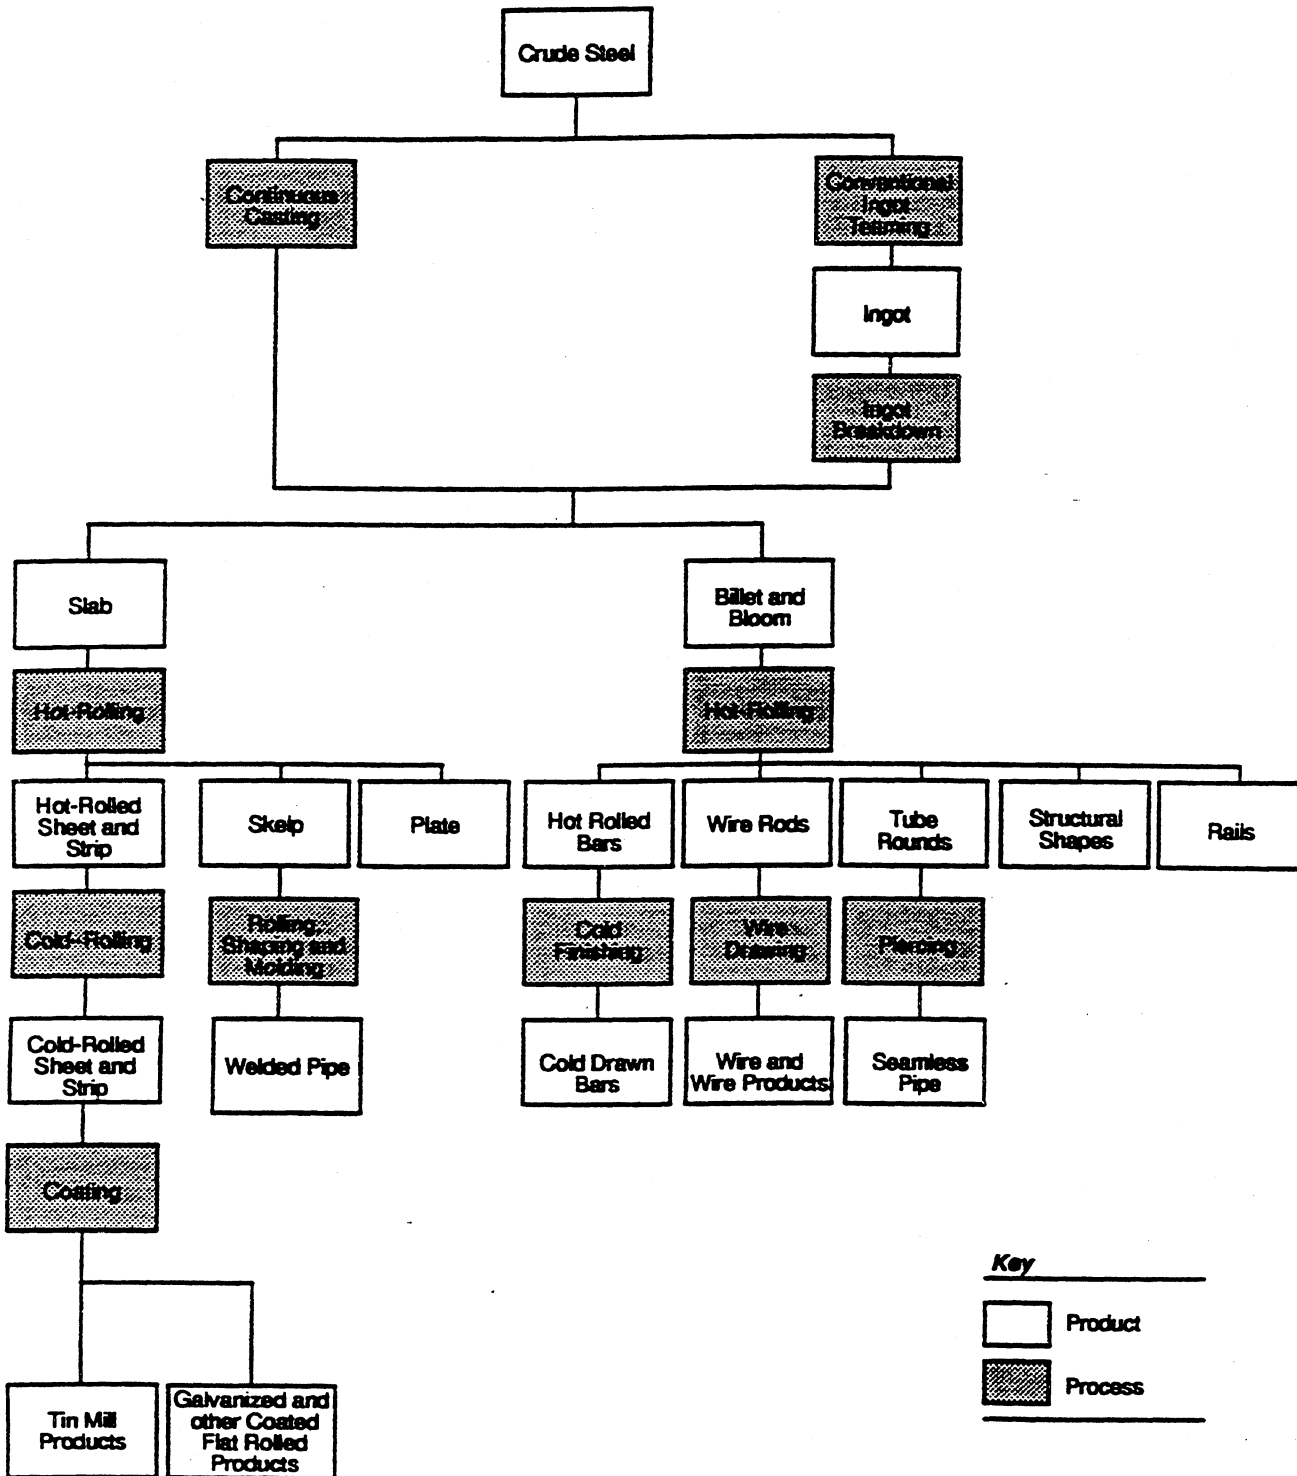 Crude Steel
Continuous
Casting
Conventional
Ingot
Teaming
Ingot
Ingot
Breakdown
Slab
Billet and
Bloom
Hot-Rolling
Hot-Rolling
Hot-Rolled
Sheet and
Strip
Skelp
Plate
Hot Rolled
Bars
Wire Rods
Tube
Rounds
Structural
Shapes
Rails
Cold-Rolling
Rolling,
Shaping and
Molding
Cold
Finishing
Wire
Drawing
Piercing
Cold-Rolled
Sheet and
Strip
Welded Pipe
Cold Drawn
Bars
Wire and
Wire Products
Seamless
Pipe
Coating
Tin Mill
Products
Galvanized and
other Coated
Flat Rolled
Products
Key
Product
Process